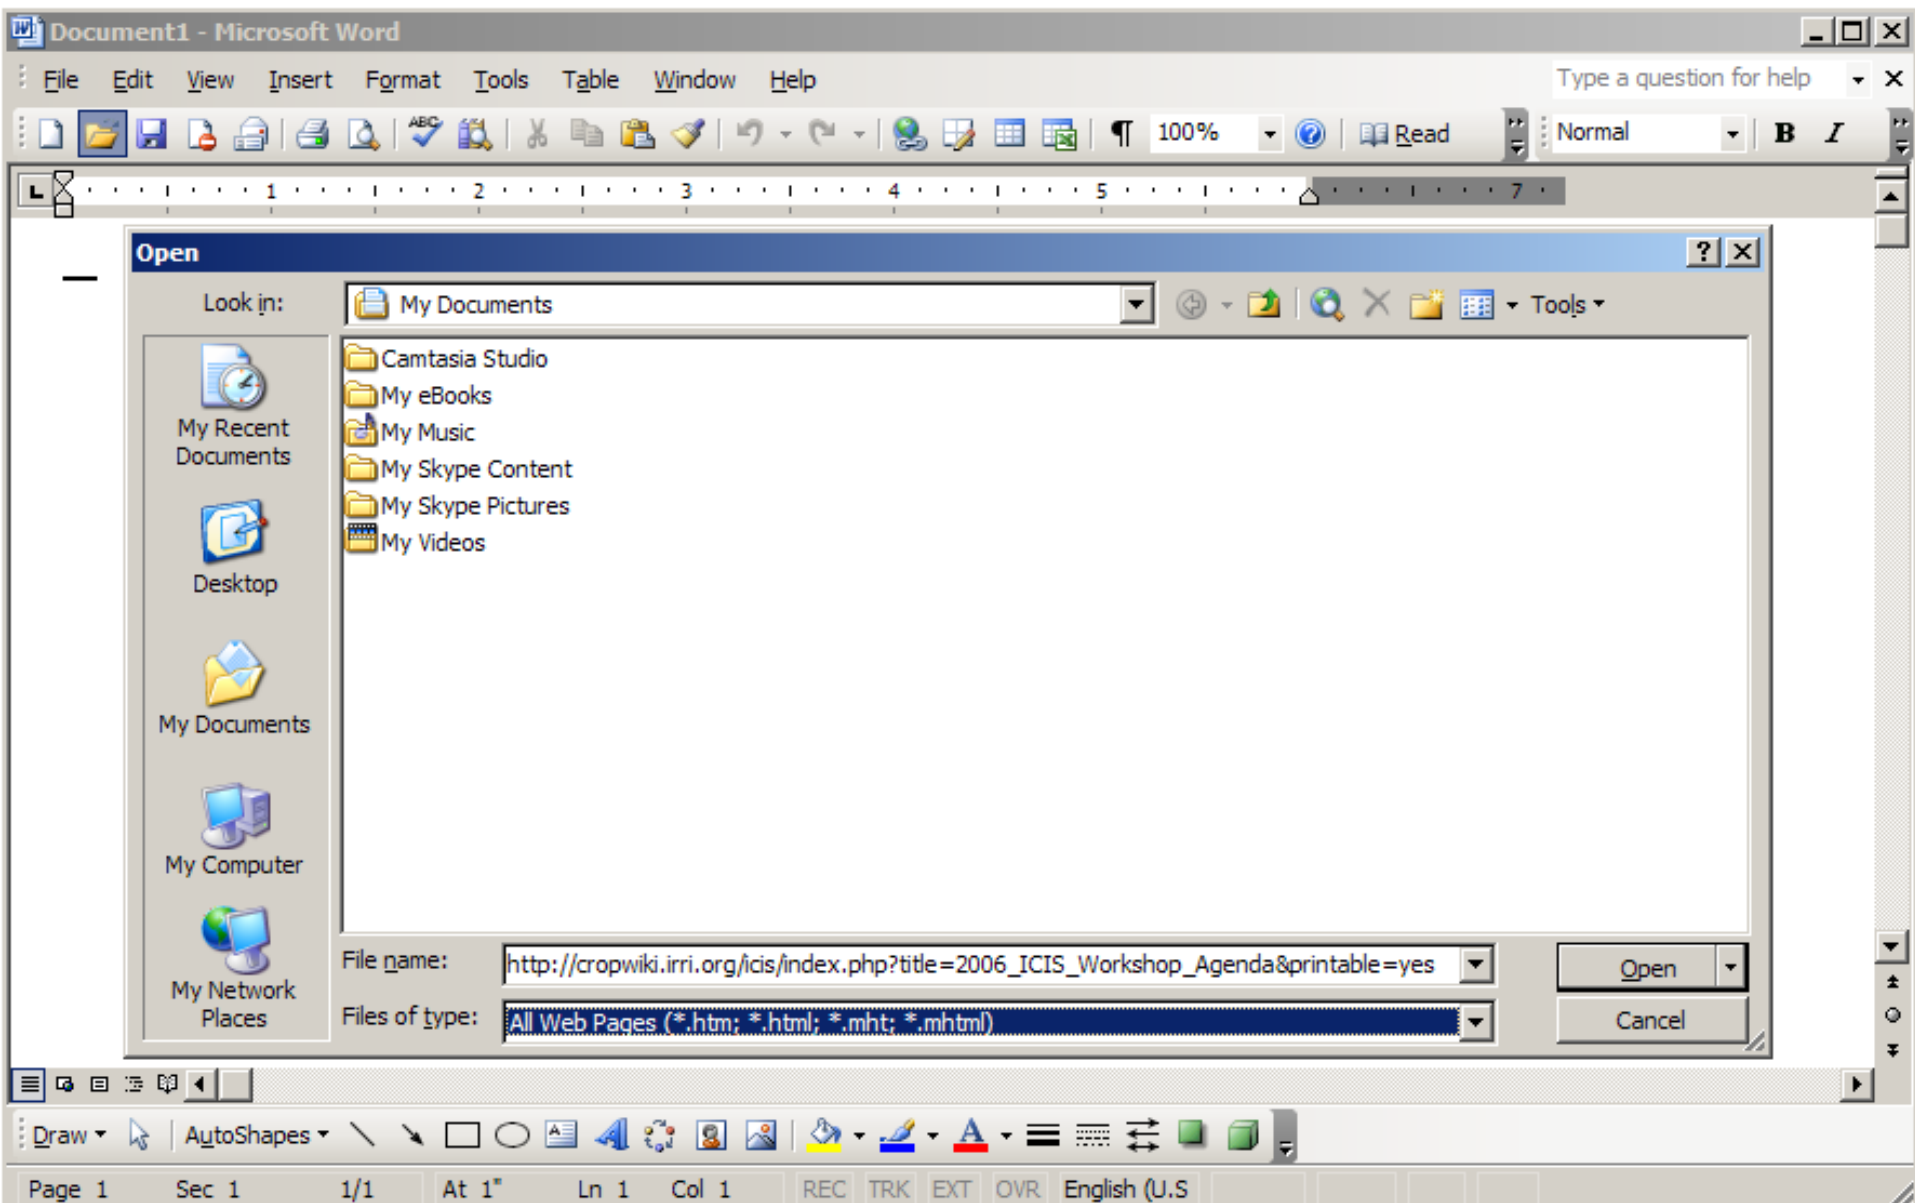 Document1 - Microsoft Word
File Edit View Insert Format Tools Table Window Help Type a question for help
ABC 100% Read Normal B I
1 2 3 4 5 7
Open
Look in: My Documents Tools
Camtasia Studio
My eBooks
My Music
My Skype Content
My Skype Pictures
My Videos
My Recent
Documents
Desktop
My Documents
My Computer
My Network
Places
File name: http://cropwiki.irri.org/icis/index.php?title=2006_ICIS_Workshop_Agenda&printable=yes Open
Files of type: All Web Pages (*.htm; *.html; *.mht; *.mhtml) Cancel
Draw AutoShapes A
Page 1 Sec 1 1/1 At 1" Ln 1 Col 1 REC TRK EXT OVR English (U.S